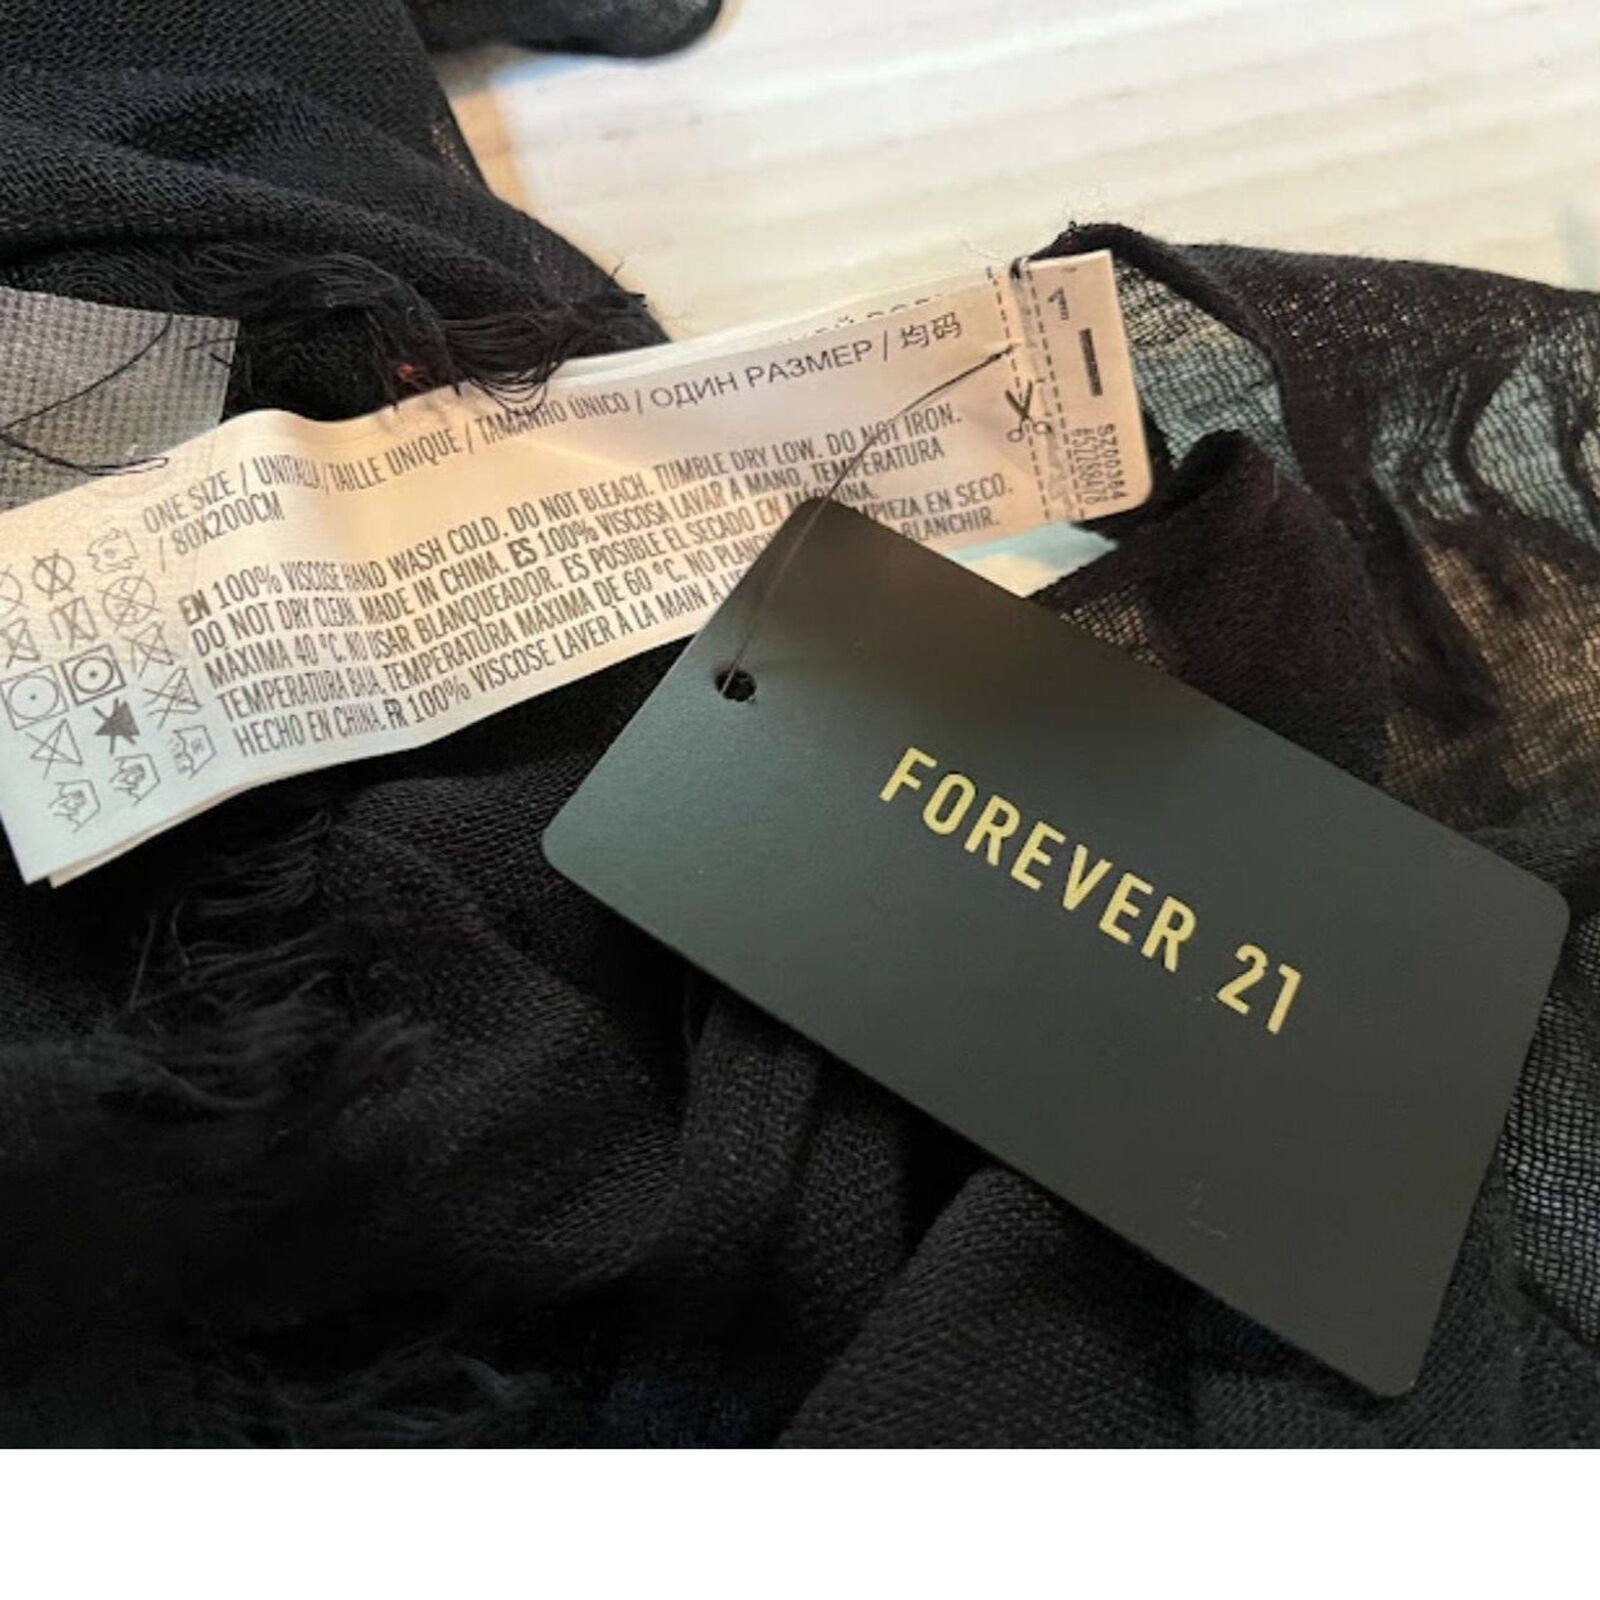 ONE SIZE / UNITALLA / TAILLE UNIQUE / TAMANHO ÚNICO / ОДИН РАЗМЕР / 均码
/ 80X200CM
EN 100% VISCOSE HAND WASH COLD. DO NOT BLEACH. TUMBLE DRY LOW. DO NOT IRON.
DO NOT DRY CLEAN. MADE IN CHINA. ES 100% VISCOSA LAVAR A MANO, TEMPERATURA
MÁXIMA 40 °C. NO USAR BLANQUEADOR. ES POSIBLE EL SECADO EN MÁQUINA.
TEMPERATURA BAJA, TEMPERATURA MÁXIMA DE 60 °C. NO PLANCHAR. LIMPIEZA EN SECO.
HECHO EN CHINA. FR 100% VISCOSE LAVER À LA MAIN À BLANCHIR.
SZ00384
FOREVER 21